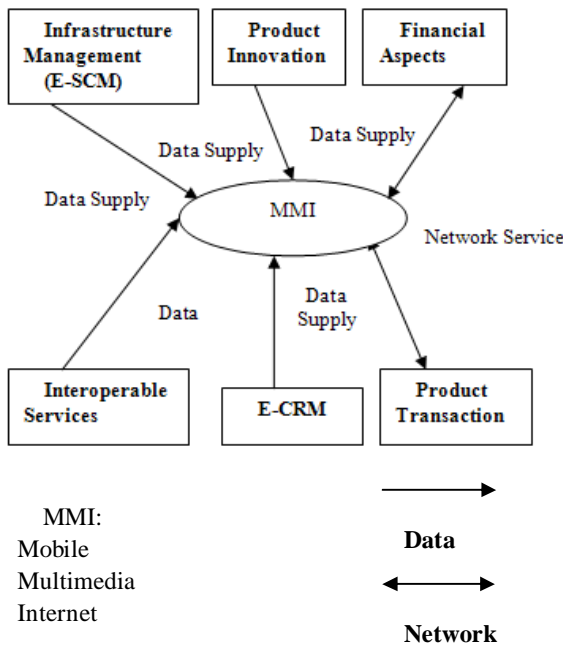 Infrastructure
Management
(E-SCM)
Product
Innovation
Financial
Aspects
Data Supply
Data Supply
Data Supply
MMI
Network Service
Data
Data
Supply
Interoperable
Services
E-CRM
Product
Transaction
MMI:
Mobile
Multimedia
Internet
Data
Network